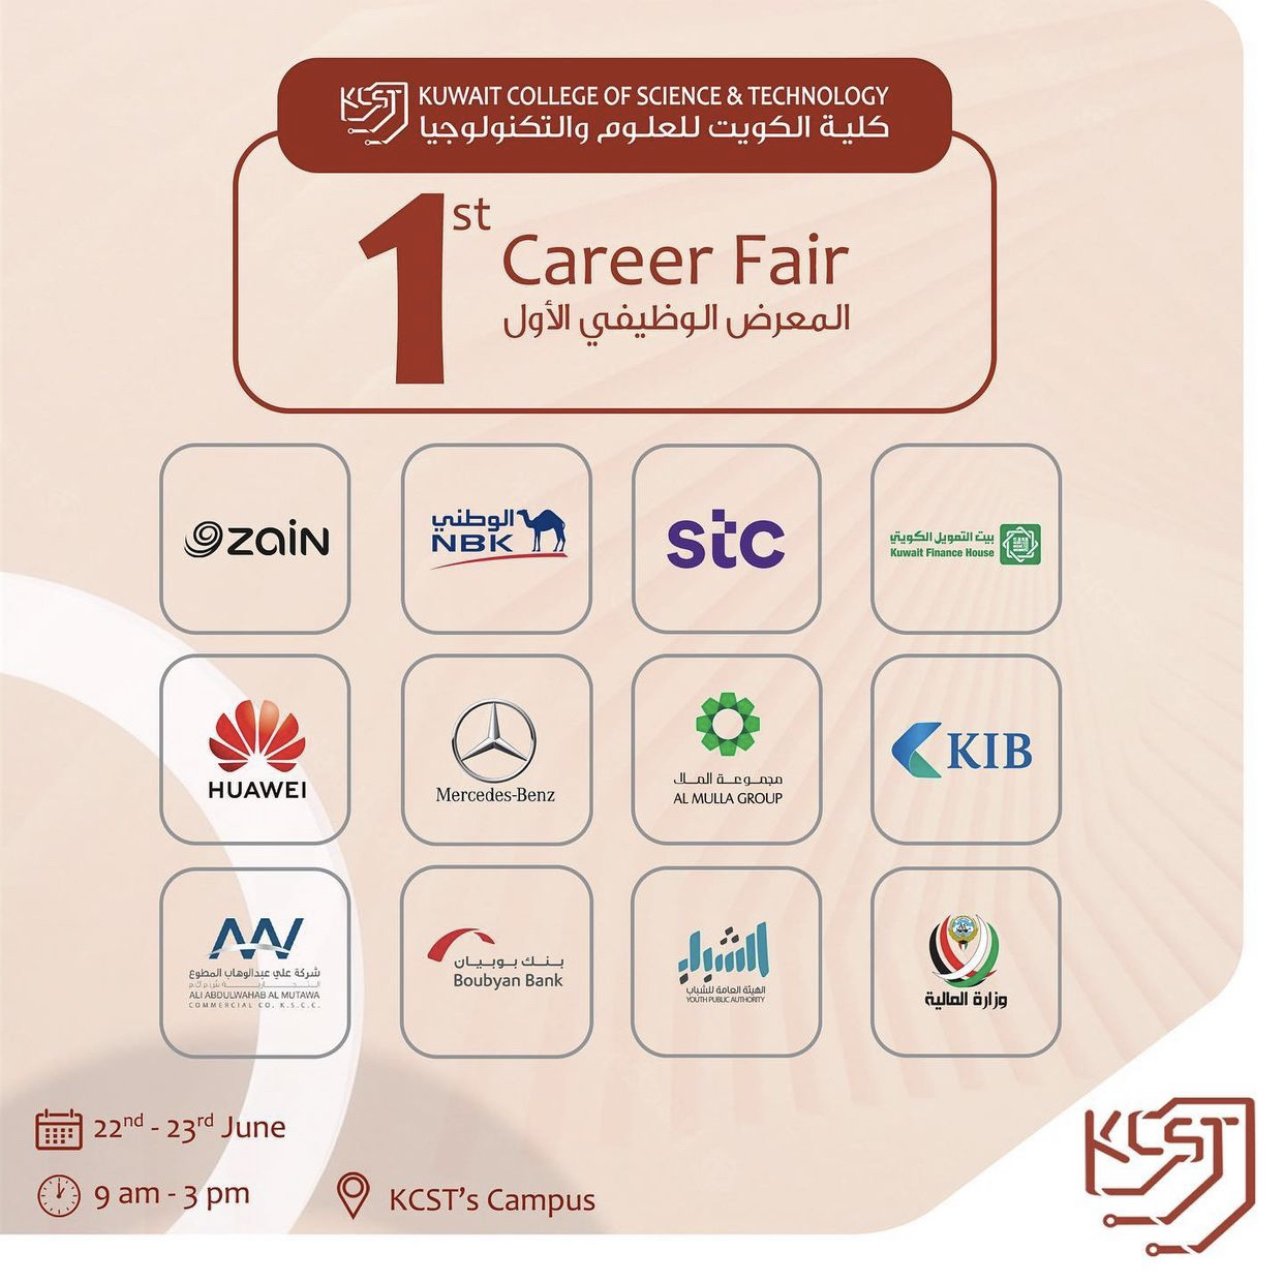 KCST KUWAIT COLLEGE OF SCIENCE & TECHNOLOGY
كلية الكويت للعلوم والتكنولوجيا
1st Career Fair
المعرض الوظيفي الأول
zain
الوطني
NBK
stc
بيت التمويل الكويتي
Kuwait Finance House
HUAWEI
Mercedes-Benz
مجموعة الملا
AL MULLA GROUP
KIB
AAW
شركة علي عبدالوهاب المطوع
ALI ABDULWAHAB AL MUTAWA
COMMERCIAL CO. K.S.C.C.
بنك بوبيان
Boubyan Bank
الشباب
الهيئة العامة للشباب
YOUTH PUBLIC AUTHORITY
وزارة المالية
22nd - 23rd June
9 am - 3 pm
KCST's Campus
KCST